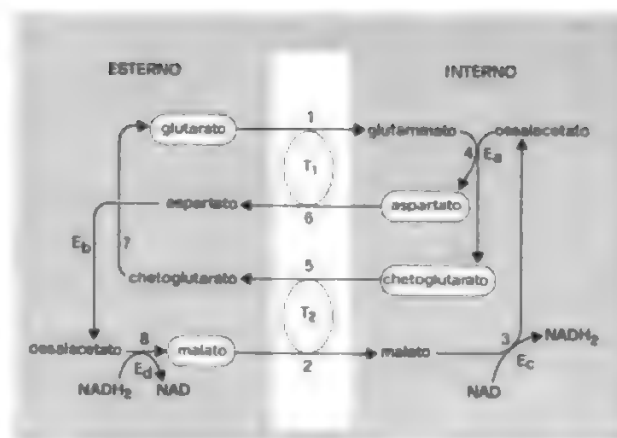 ESTERNO INTERNO
glutarato 1 glutammato ossalacetato
4 Ea
T1
aspartato 6 aspartato
Eb 7
chetoglutarato 5 chetoglutarato
T2
ossalacetato 8 malato 2 malato 3 NADH2
Ed Ec
NADH2 NAD NAD